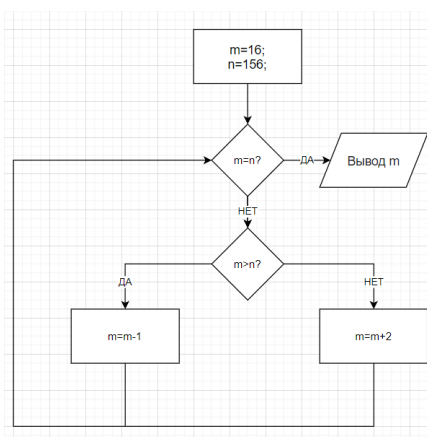 m=16;
n=156;
m=n?
ДА
Вывод m
НЕТ
m>n?
ДА
НЕТ
m=m-1
m=m+2